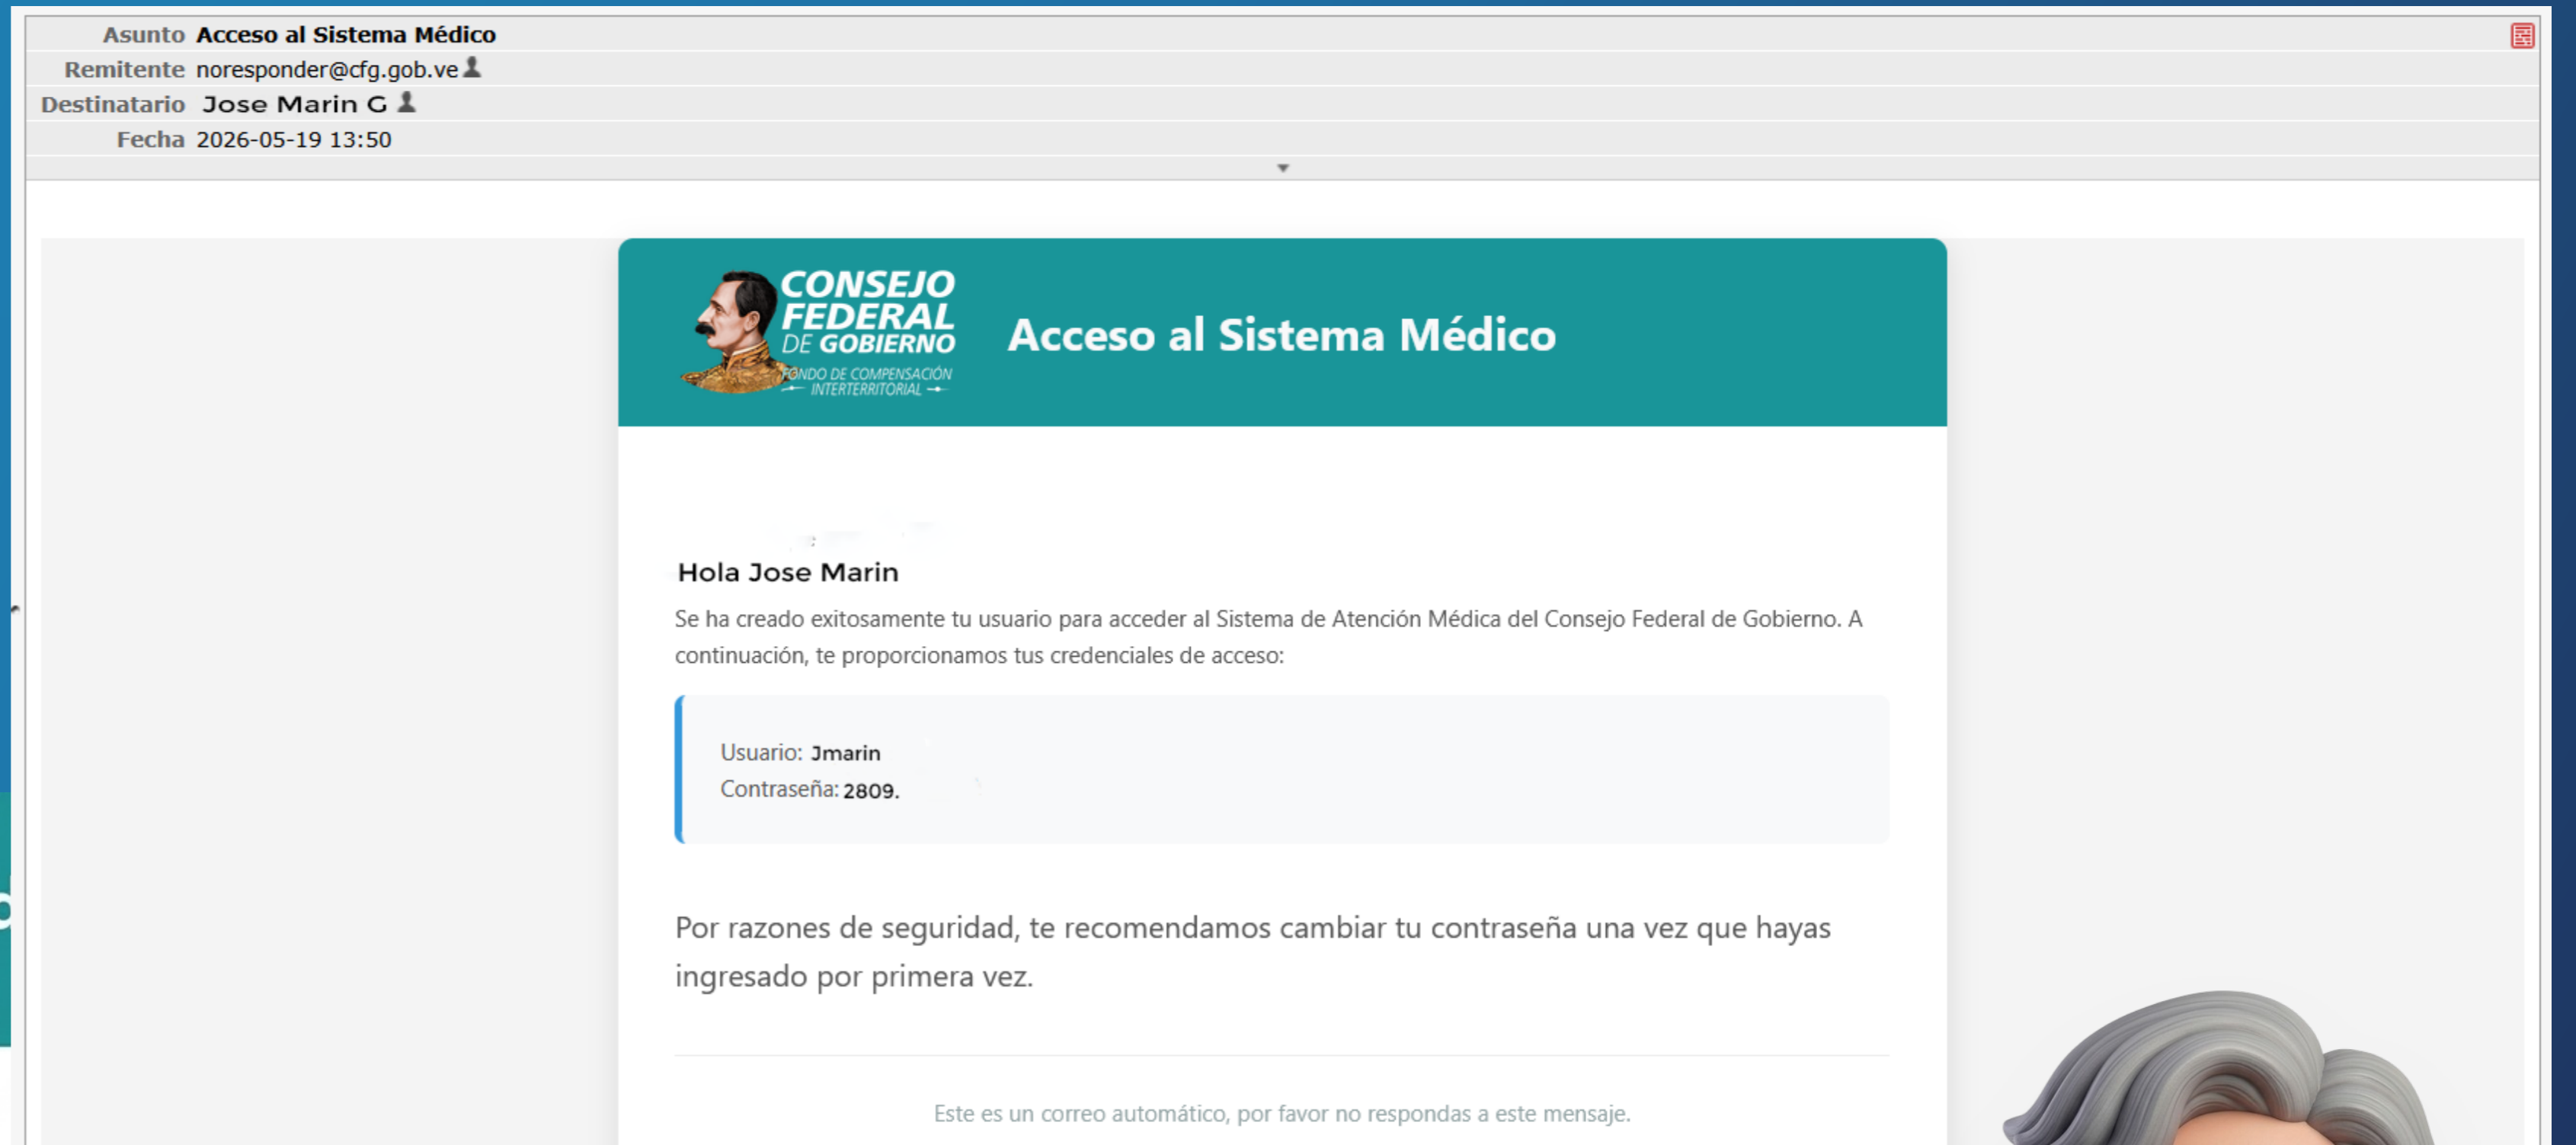 Asunto Acceso al Sistema Médico
Remitente noresponder@cfg.gob.ve
Destinatario Jose Marin G
Fecha 2026-05-19 13:50
CONSEJO
FEDERAL
DE GOBIERNO
FONDO DE COMPENSACIÓN
INTERTERRITORIAL
Acceso al Sistema Médico
Hola Jose Marin
Se ha creado exitosamente tu usuario para acceder al Sistema de Atención Médica del Consejo Federal de Gobierno. A
continuación, te proporcionamos tus credenciales de acceso:
Usuario: Jmarin
Contraseña: 2809.
Por razones de seguridad, te recomendamos cambiar tu contraseña una vez que hayas
ingresado por primera vez.
Este es un correo automático, por favor no respondas a este mensaje.